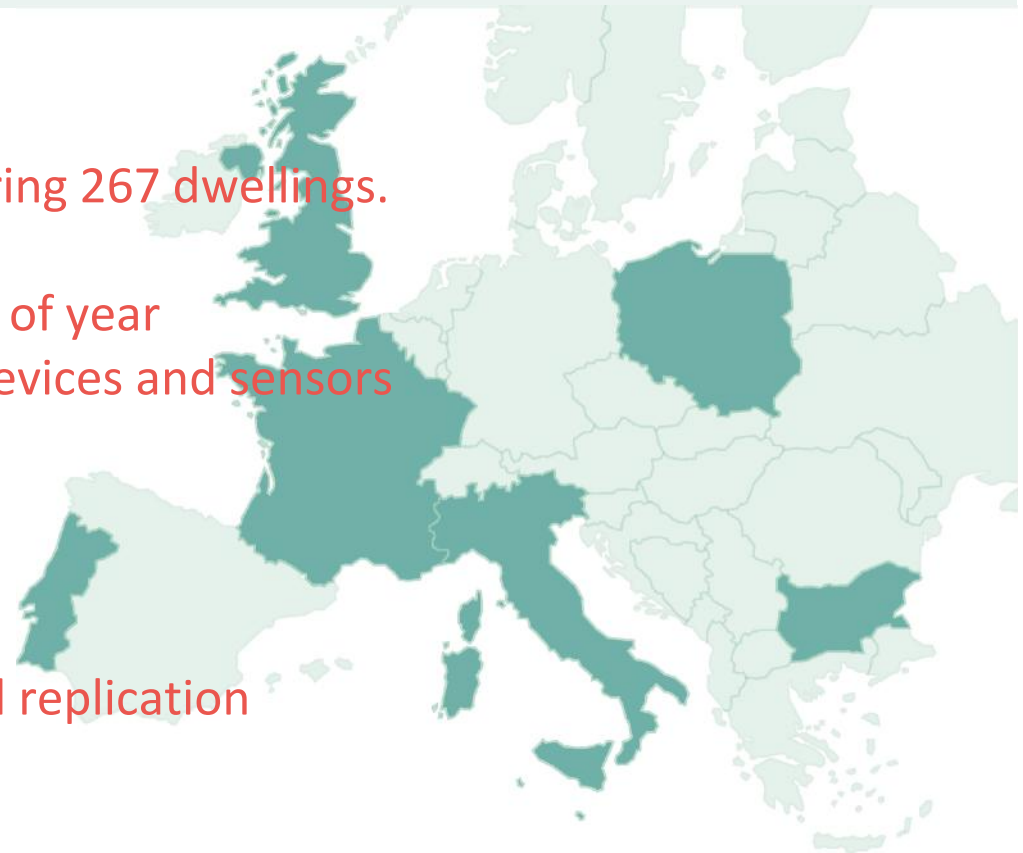 ring 267 dwellings.
of year
evices and sensors
replication